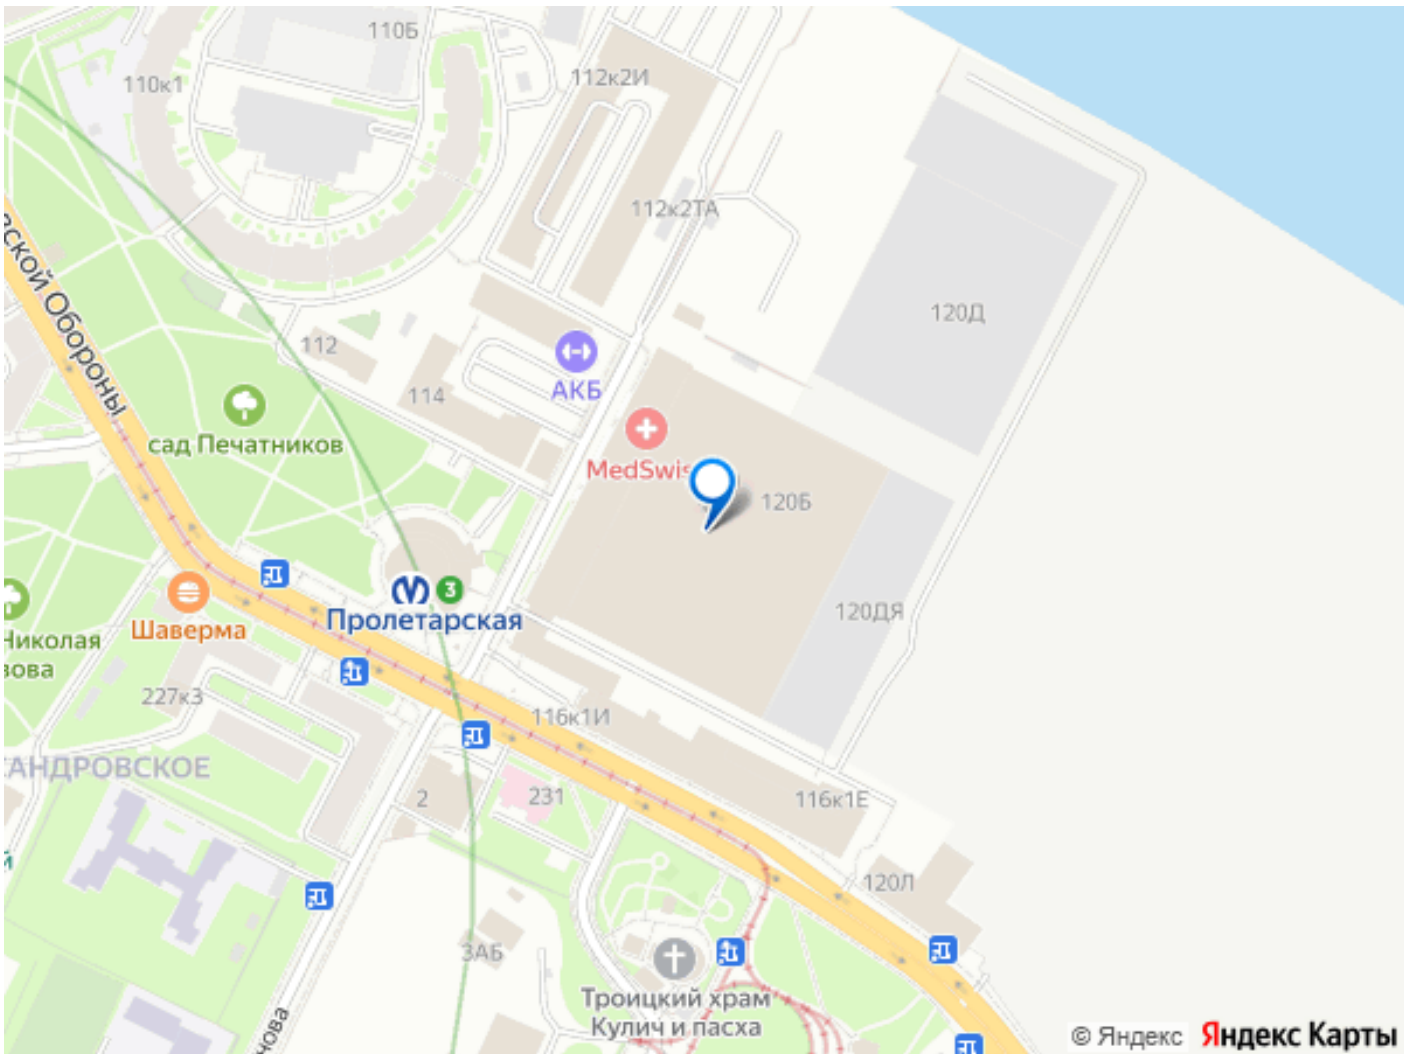 110Б
110к1
112к2И
112к2ТА
вской Обороны
120Д
112
АКБ
114
сад Печатников
MedSwis
120Б
3
Пролетарская
120ДЯ
Шаверма
Николая
зова
227к3
116к1И
АНДРОВСКОЕ
2
231
116к1Е
й
120Л
3АБ
Троицкий храм
Кулич и пасха
нова
© Яндекс
Яндекс Карты